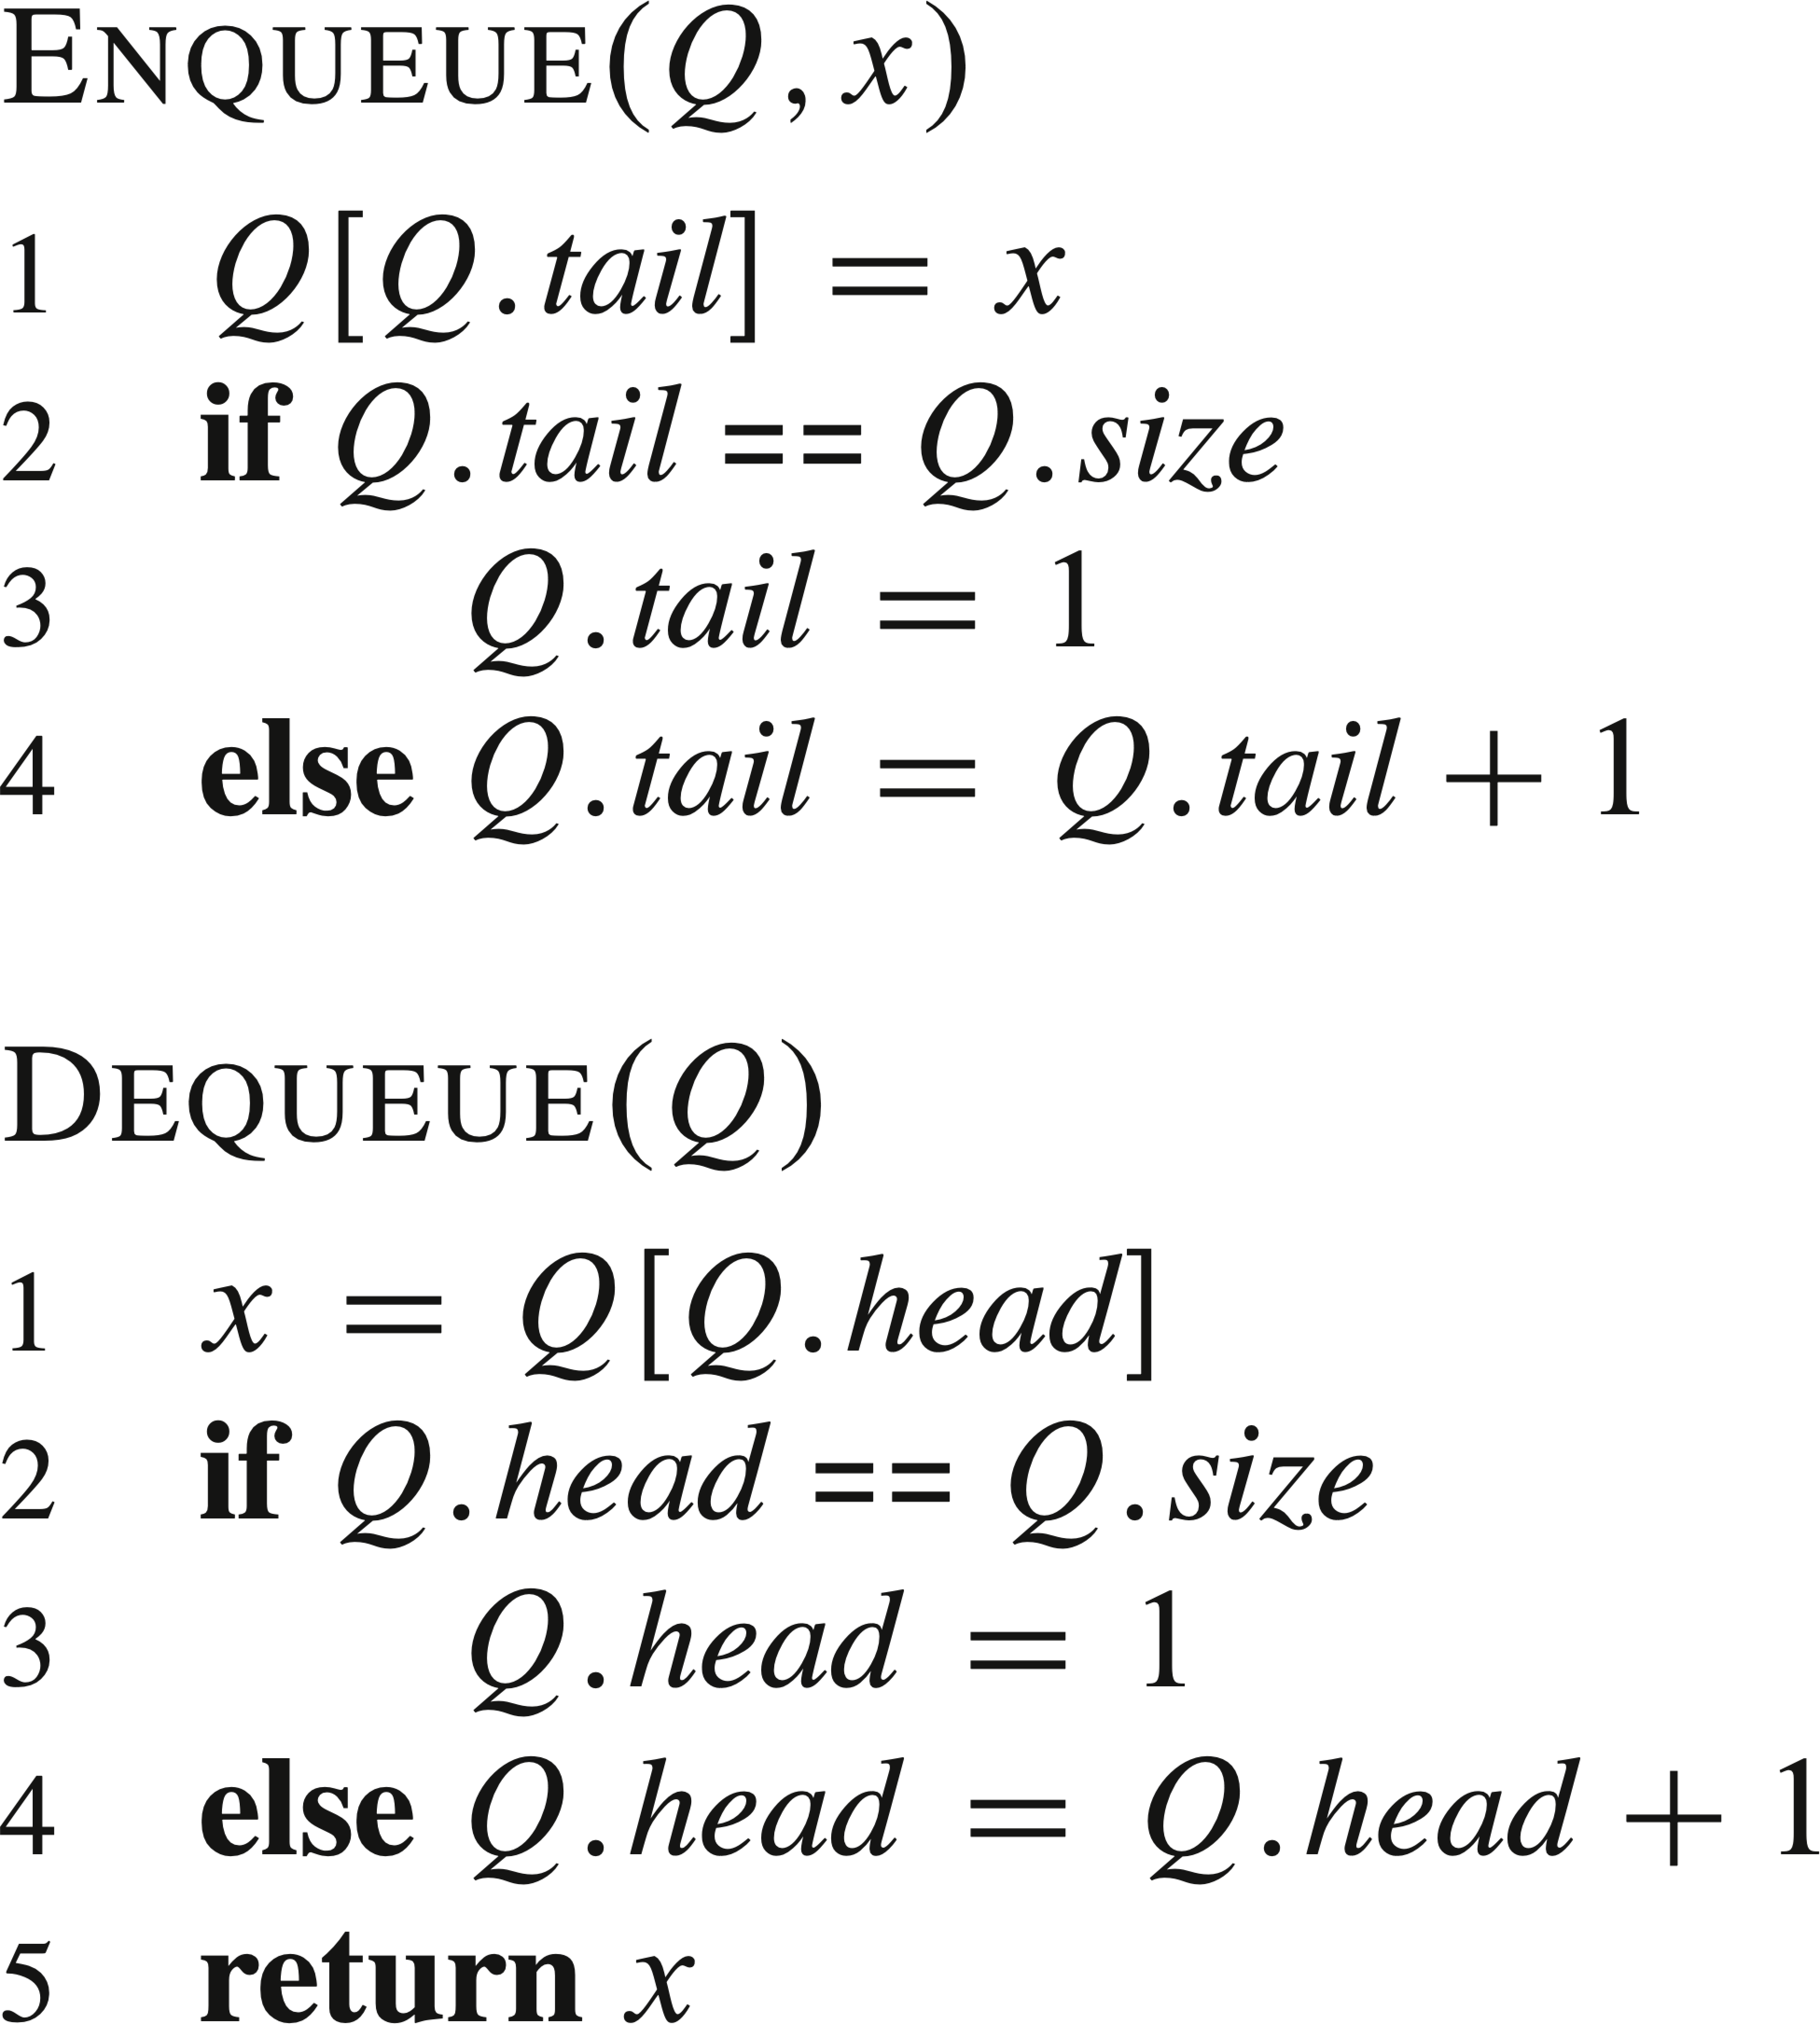 ENQUEUE(Q, x)
1 Q[Q.tail] = x
2 if Q.tail == Q.size
3 Q.tail = 1
4 else Q.tail = Q.tail + 1
DEQUEUE(Q)
1 x = Q[Q.head]
2 if Q.head == Q.size
3 Q.head = 1
4 else Q.head = Q.head + 1
5 return x